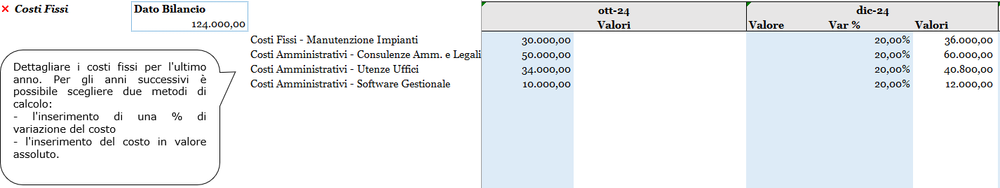 × Costi Fissi Dato Bilancio ott-24 dic-24
124.000,00 Valori Valore Var % Valori
Costi Fissi - Manutenzione Impianti 30.000,00 20,00% 36.000,00
Costi Amministrativi - Consulenze Amm. e Legali 50.000,00 20,00% 60.000,00
Costi Amministrativi - Utenze Uffici 34.000,00 20,00% 40.800,00
Costi Amministrativi - Software Gestionale 10.000,00 20,00% 12.000,00
Dettagliare i costi fissi per l'ultimo
anno. Per gli anni successivi è
possibile scegliere due metodi di
calcolo:
- l'inserimento di una % di
variazione del costo
- l'inserimento del costo in valore
assoluto.